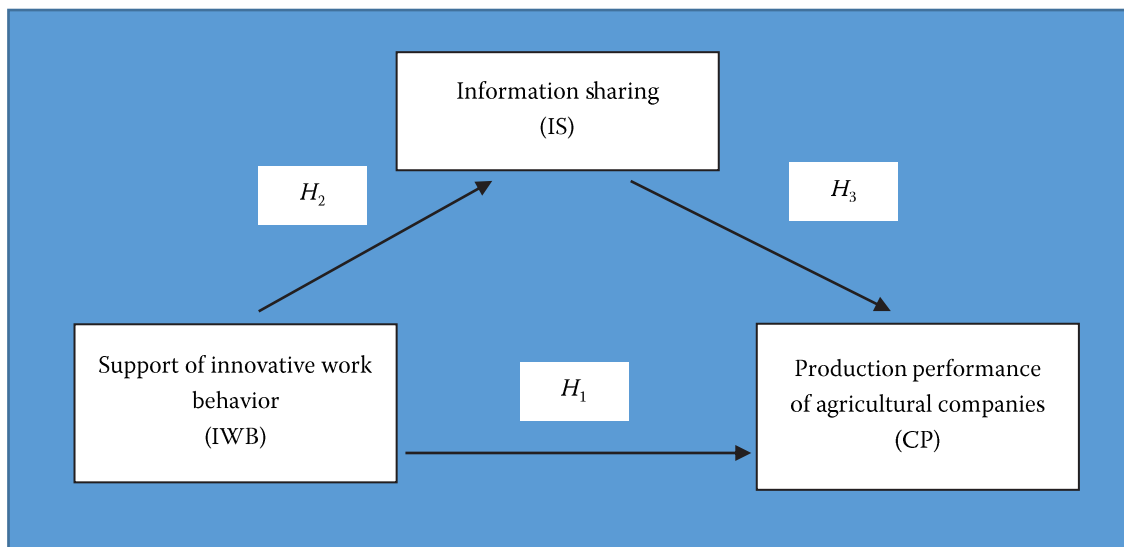 Information sharing
(IS)
H₂
H₃
Support of innovative work
behavior
(IWB)
H₁
Production performance
of agricultural companies
(CP)